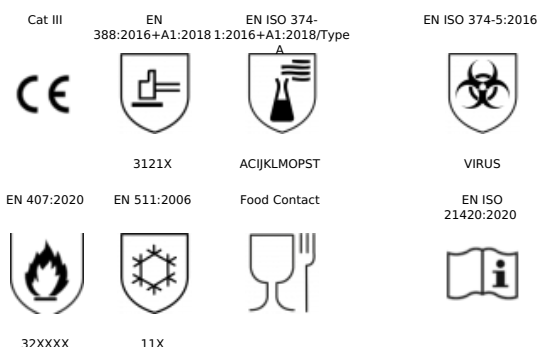 Cat III
EN
388:2016+A1:2018
EN ISO 374-
1:2016+A1:2018/Type
A
EN ISO 374-5:2016
CE
3121X
ACIJKLMOPST
VIRUS
EN 407:2020
EN 511:2006
Food Contact
EN ISO
21420:2020
i
32XXXX
11X